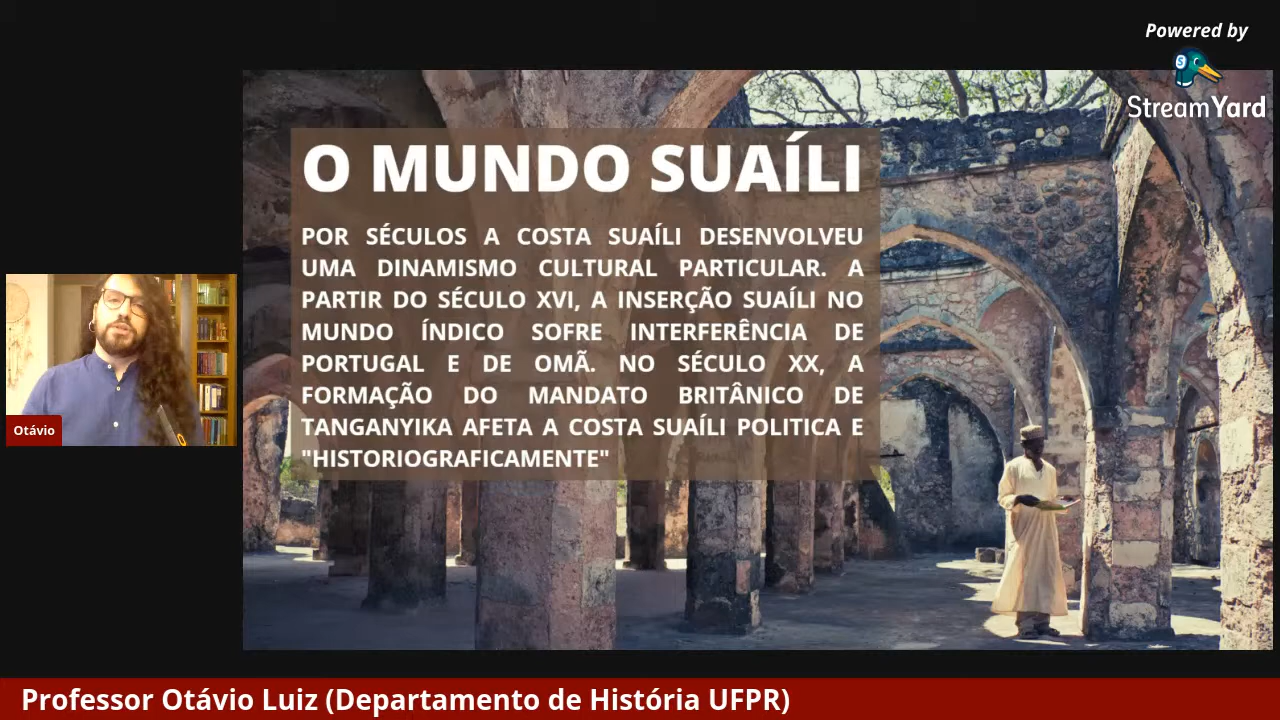 Powered by
StreamYard
O MUNDO SUAÍLI
POR SÉCULOS A COSTA SUAÍLI DESENVOLVEU
UMA DINAMISMO CULTURAL PARTICULAR. A
PARTIR DO SÉCULO XVI, A INSERÇÃO SUAÍLI NO
MUNDO ÍNDICO SOFRE INTERFERÊNCIA DE
PORTUGAL E DE OMÃ. NO SÉCULO XX, A
FORMAÇÃO DO MANDATO BRITÂNICO DE
TANGANYIKA AFETA A COSTA SUAÍLI POLITICA E
"HISTORIOGRAFICAMENTE"
Otávio
Professor Otávio Luiz (Departamento de História UFPR)